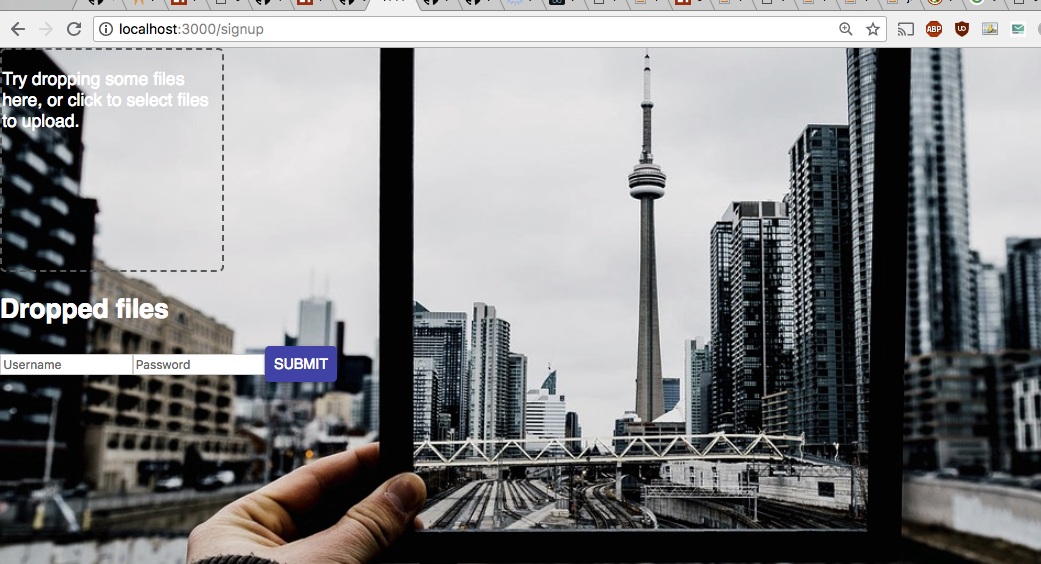 localhost:3000/signup
ABP
Try dropping some files
here, or click to select files
to upload.
Dropped files
Username Password SUBMIT